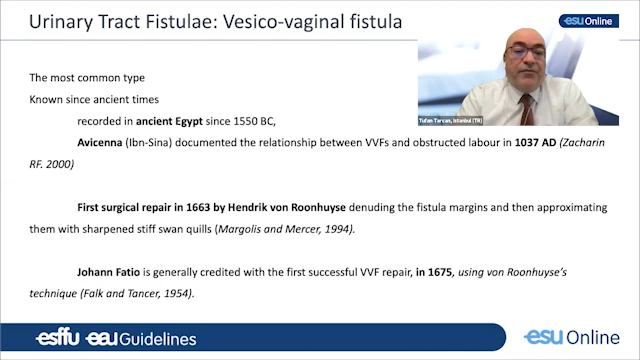 Urinary Tract Fistulae: Vesico-vaginal fistula
esu Online
Tufan Tarcan, Istanbul (TR)
The most common type
Known since ancient times
recorded in ancient Egypt since 1550 BC,
Avicenna (Ibn-Sina) documented the relationship between VVFs and obstructed labour in 1037 AD (Zacharin
RF. 2000)
First surgical repair in 1663 by Hendrik von Roonhuyse denuding the fistula margins and then approximating
them with sharpened stiff swan quills (Margolis and Mercer, 1994).
Johann Fatio is generally credited with the first successful VVF repair, in 1675, using von Roonhuyse's
technique (Falk and Tancer, 1954).
esffu eau Guidelines
esu Online